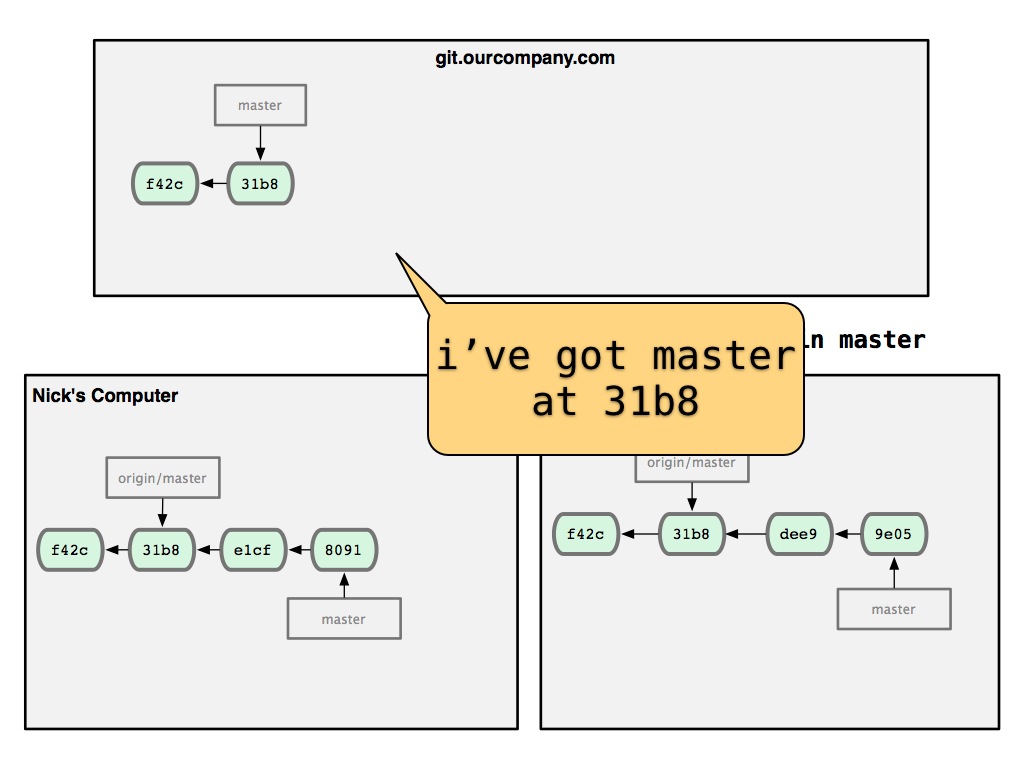 git.ourcompany.com
master
f42c
31b8
i’ve got master
at 31b8
master
Nick's Computer
origin/master
f42c
31b8
e1cf
8091
master
origin/master
f42c
31b8
dee9
9e05
master